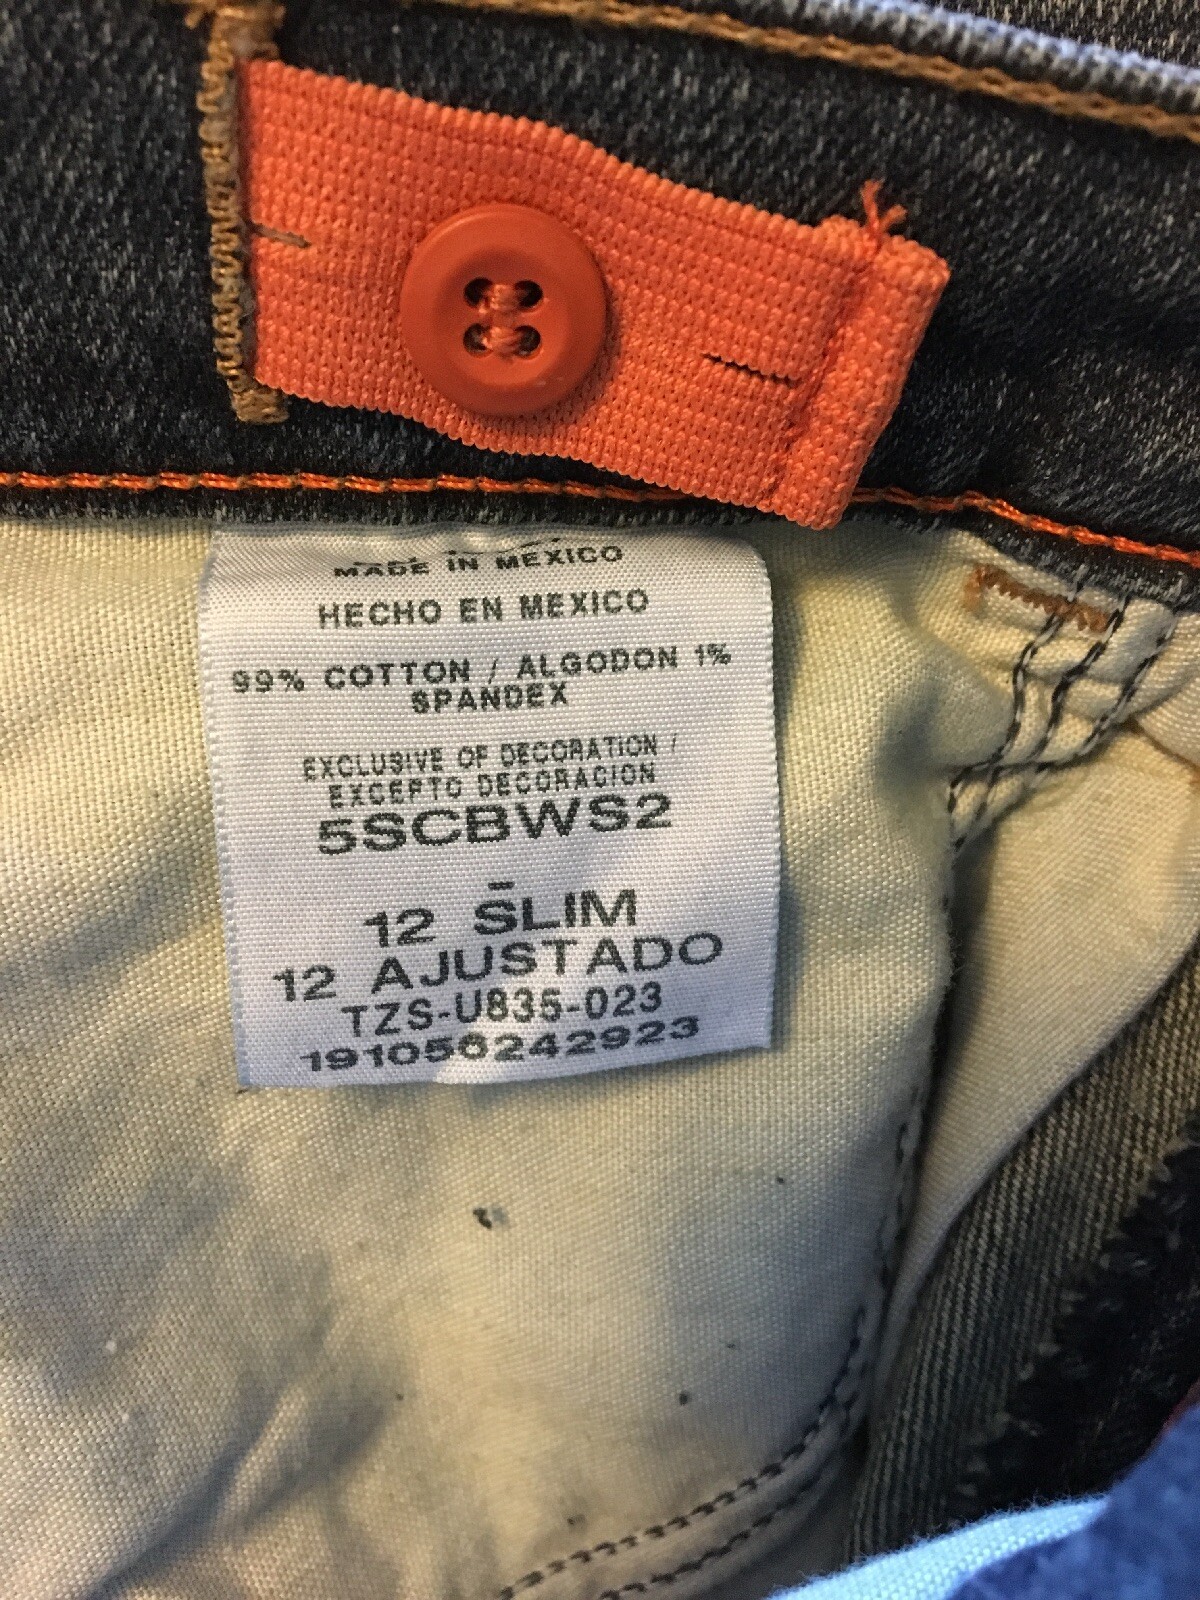 MADE IN MEXICO
HECHO EN MEXICO
99% COTTON / ALGODON 1%
SPANDEX
EXCLUSIVE OF DECORATION /
EXCEPTO DECORACION
5SCBWS2
-
12 SLIM
12 AJUSTADO
TZS-U835-023
191056242923